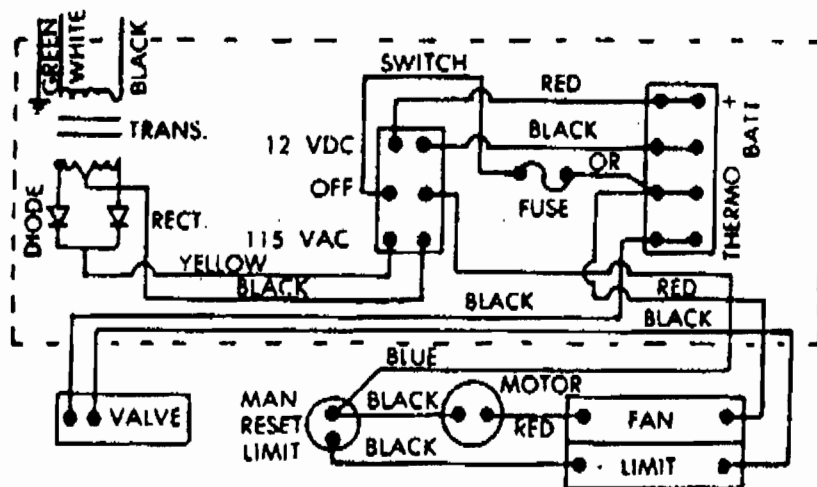 GREEN
WHITE
BLACK
SWITCH
RED
+
TRANS.
12 VDC
BLACK
BATT
OFF
OR
DIODE
RECT.
FUSE
THERMO
115 VAC
YELLOW
BLACK
BLACK
RED
BLACK
BLUE
VALVE
MAN
RESET
LIMIT
BLACK
MOTOR
RED
FAN
BLACK
LIMIT